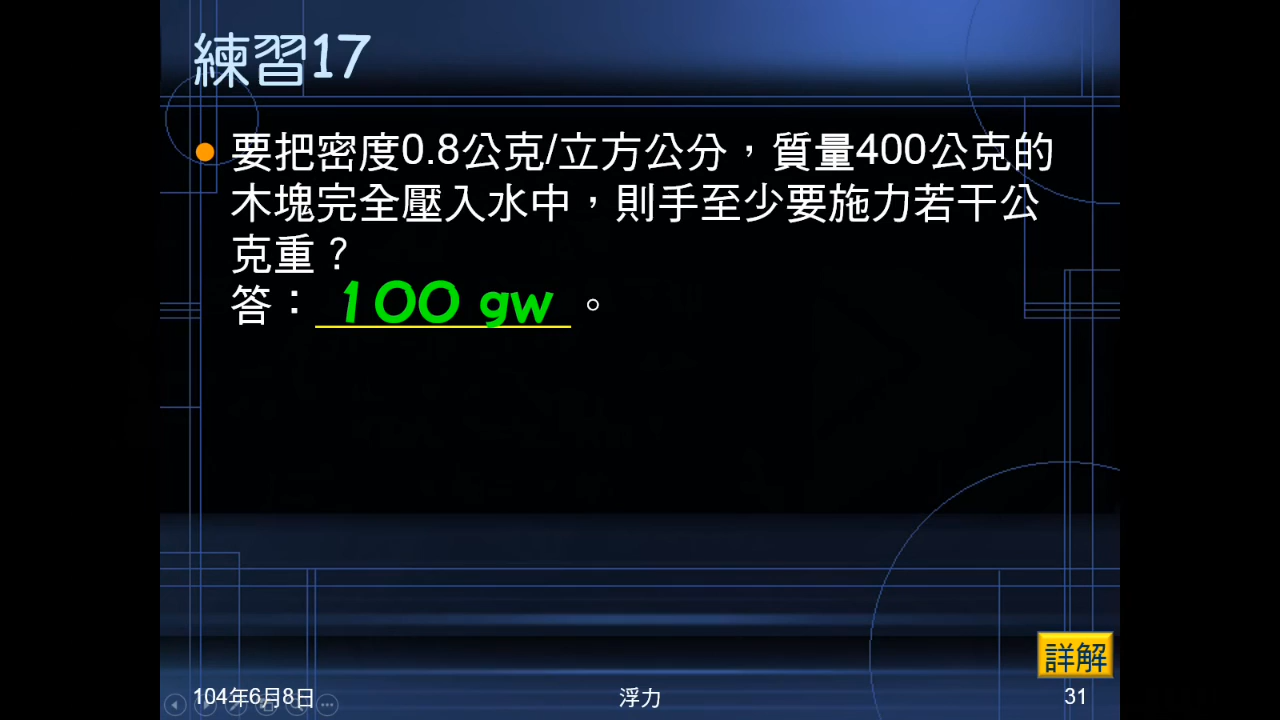 練習17
要把密度0.8公克/立方公分，質量400公克的
木塊完全壓入水中，則手至少要施力若干公
克重？
答：100 gw。
詳解
104年6月8日
浮力
31